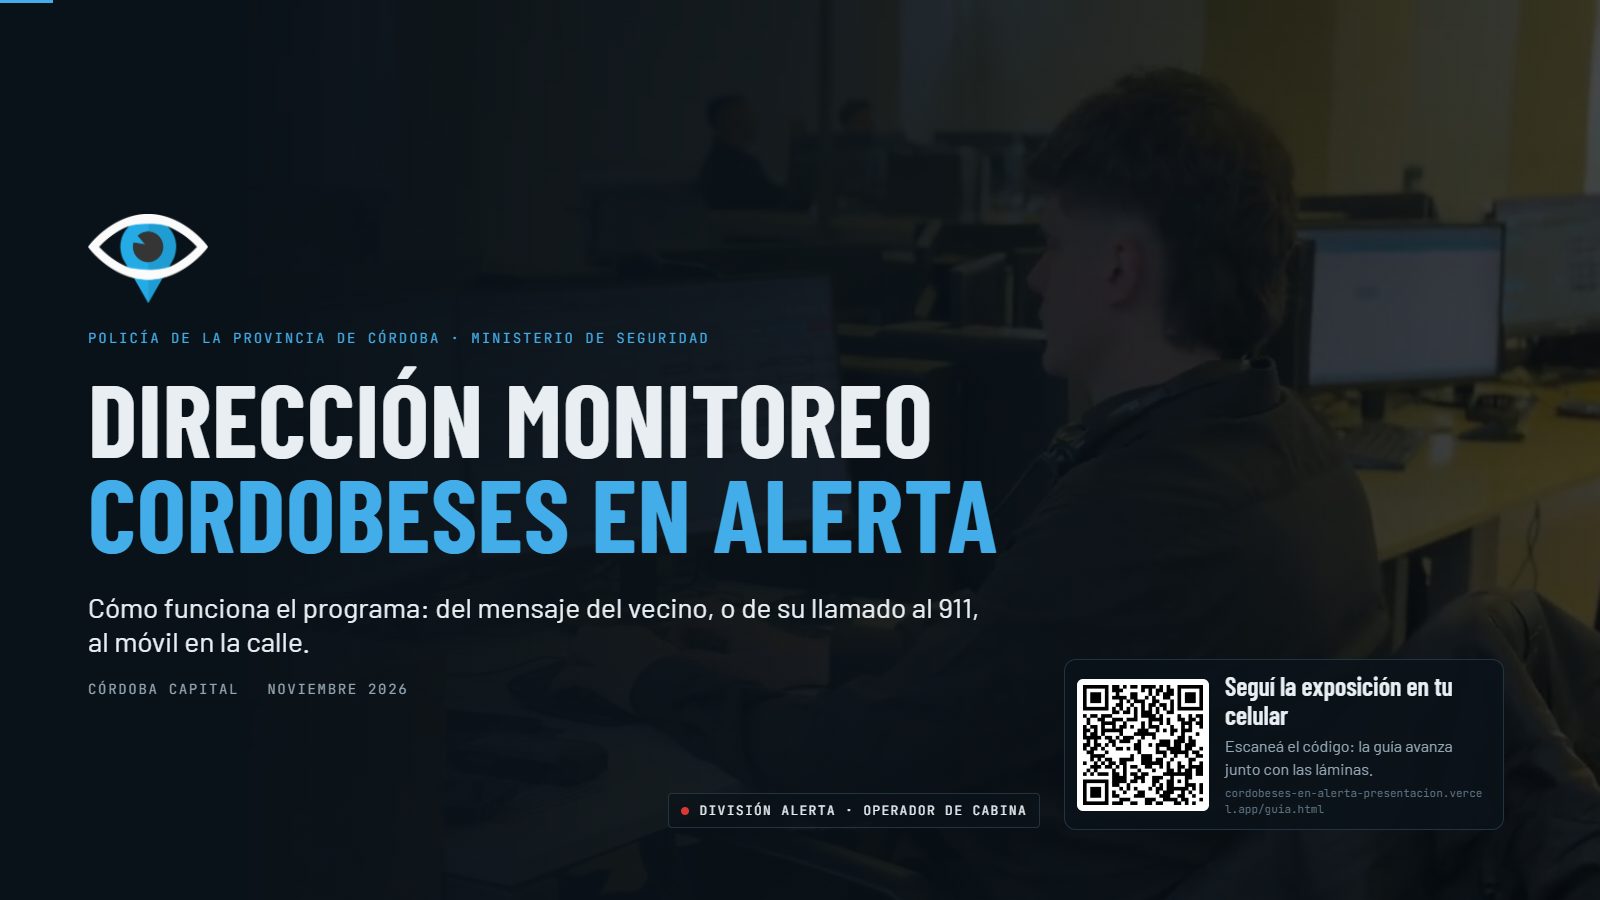 POLICÍA DE LA PROVINCIA DE CÓRDOBA · MINISTERIO DE SEGURIDAD
DIRECCIÓN MONITOREO
CORDOBESES EN ALERTA
Cómo funciona el programa: del mensaje del vecino, o de su llamado al 911,
al móvil en la calle.
CÓRDOBA CAPITAL NOVIEMBRE 2026
DIVISIÓN ALERTA · OPERADOR DE CABINA
Seguí la exposición en tu
celular
Escaneá el código: la guía avanza
junto con las láminas.
cordobeses-en-alerta-presentacion.verce
l.app/guia.html